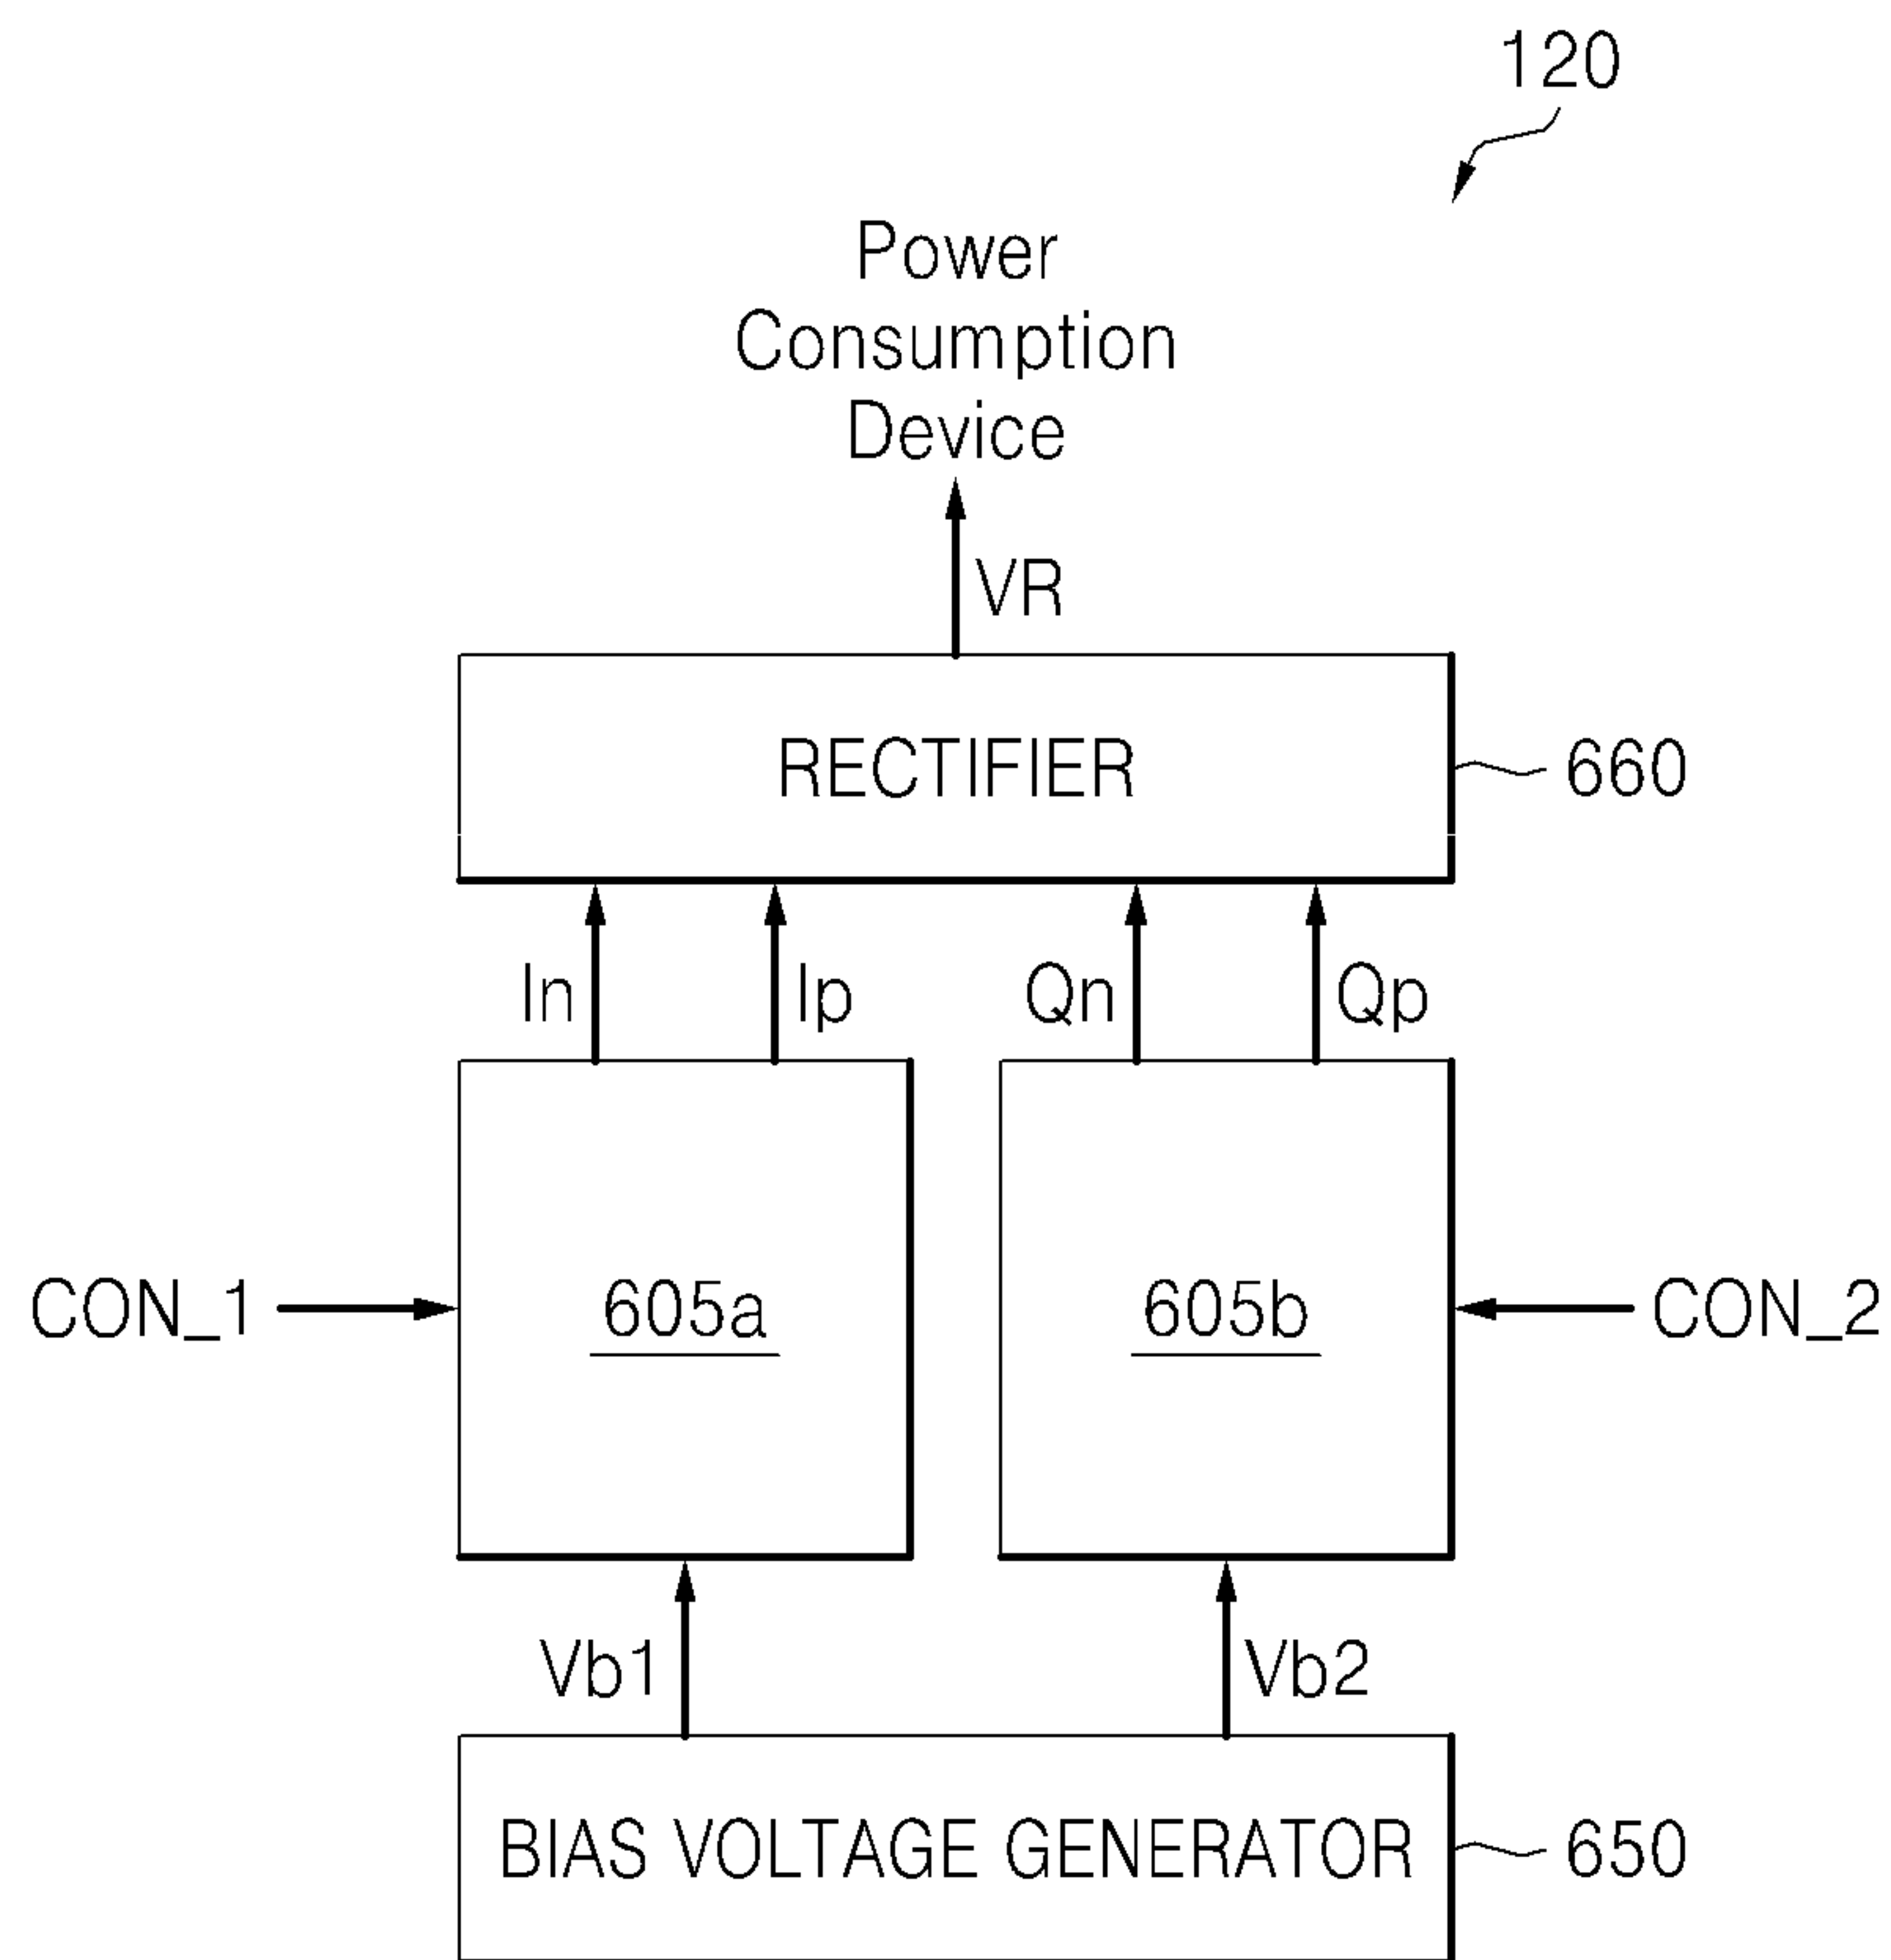 120
Power
Consumption
Device
VR
RECTIFIER
660
In
Ip
Qn
Qp
CON_1
605a
605b
CON_2
Vb1
Vb2
BIAS VOLTAGE GENERATOR
650